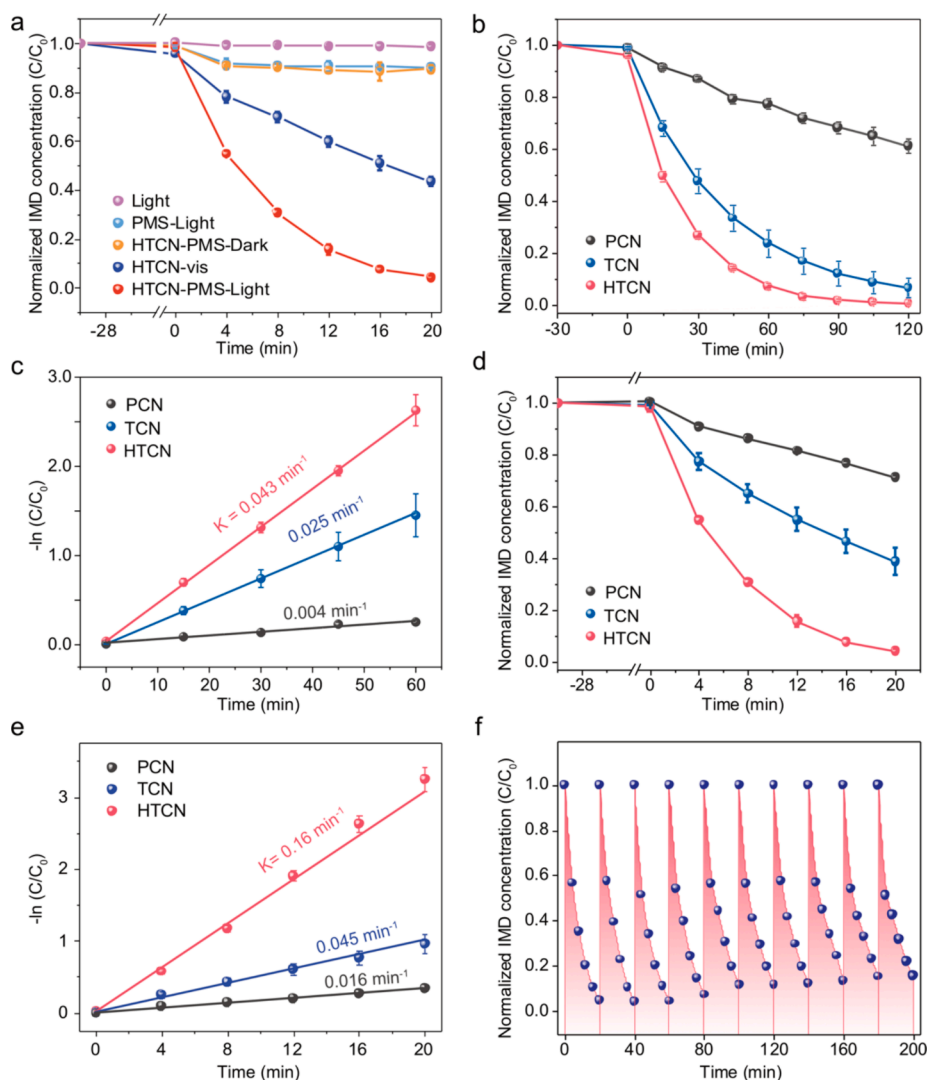 a
Normalized IMD concentration (C/C₀)
1.0
0.8
0.6
0.4
0.2
0.0
Light
PMS-Light
HTCN-PMS-Dark
HTCN-vis
HTCN-PMS-Light
-28 0 4 8 12 16 20
Time (min)
b
Normalized IMD concentration (C/C₀)
1.0
0.8
0.6
0.4
0.2
0.0
PCN
TCN
HTCN
-30 0 30 60 90 120
Time (min)
c
-ln (C/C₀)
3.0
2.0
1.0
0.0
PCN
TCN
HTCN
K = 0.043 min⁻¹
0.025 min⁻¹
0.004 min⁻¹
0 10 20 30 40 50 60
Time (min)
d
Normalized IMD concentration (C/C₀)
1.0
0.8
0.6
0.4
0.2
0.0
PCN
TCN
HTCN
-28 0 4 8 12 16 20
Time (min)
e
-ln (C/C₀)
3
2
1
0
PCN
TCN
HTCN
K= 0.16 min⁻¹
0.045 min⁻¹
0.016 min⁻¹
0 4 8 12 16 20
Time (min)
f
Normalized IMD concentration (C/C₀)
1.0
0.8
0.6
0.4
0.2
0.0
0 40 80 120 160 200
Time (min)